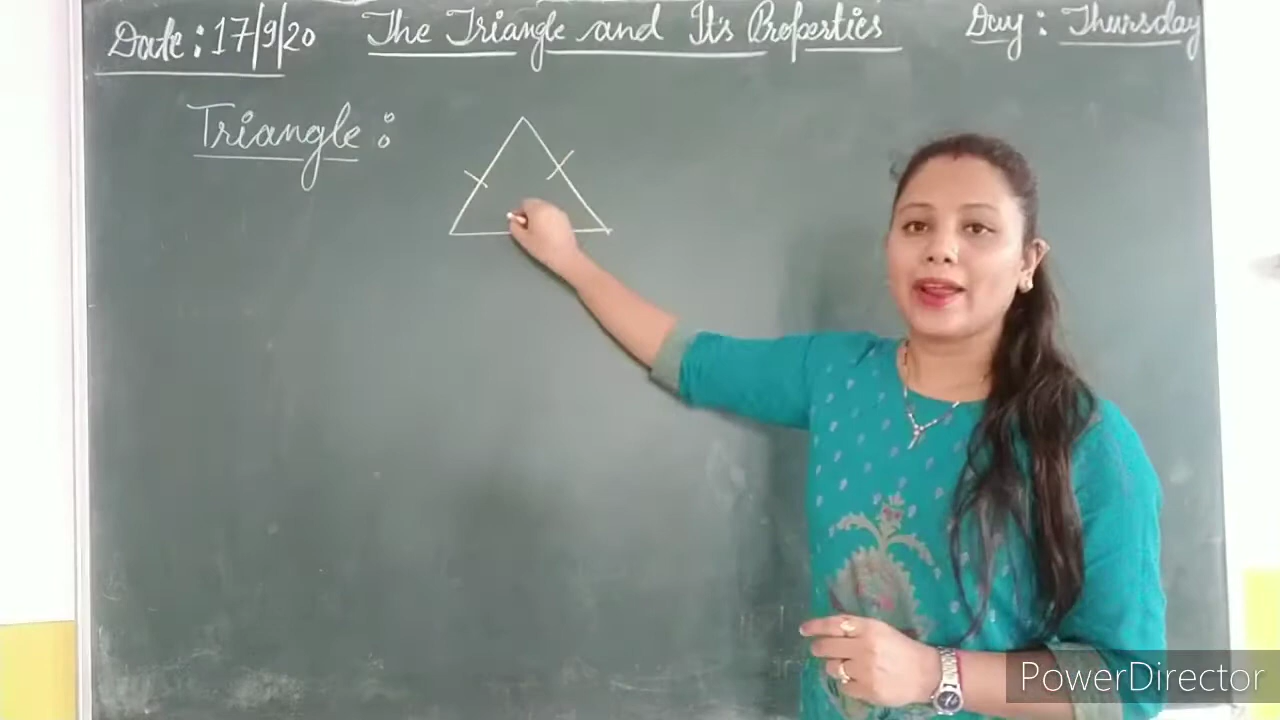 Date: 17/9/20 The Triangle and It's Properties Day: Thursday
Triangle:
PowerDirector